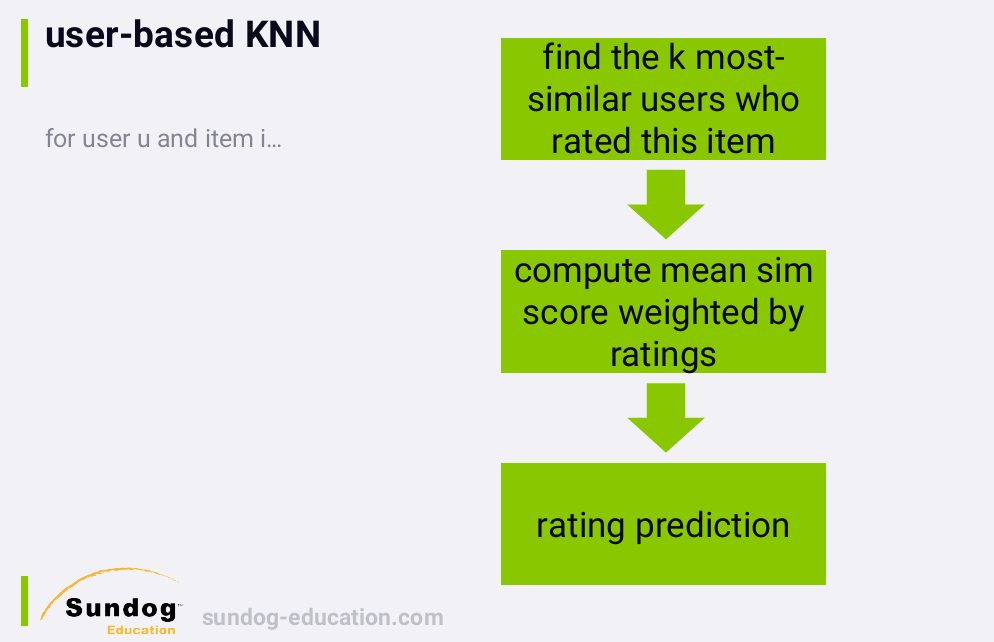 user-based KNN
for user u and item i…
find the k most-
similar users who
rated this item
compute mean sim
score weighted by
ratings
rating prediction
Sundog™
Education
sundog-education.com